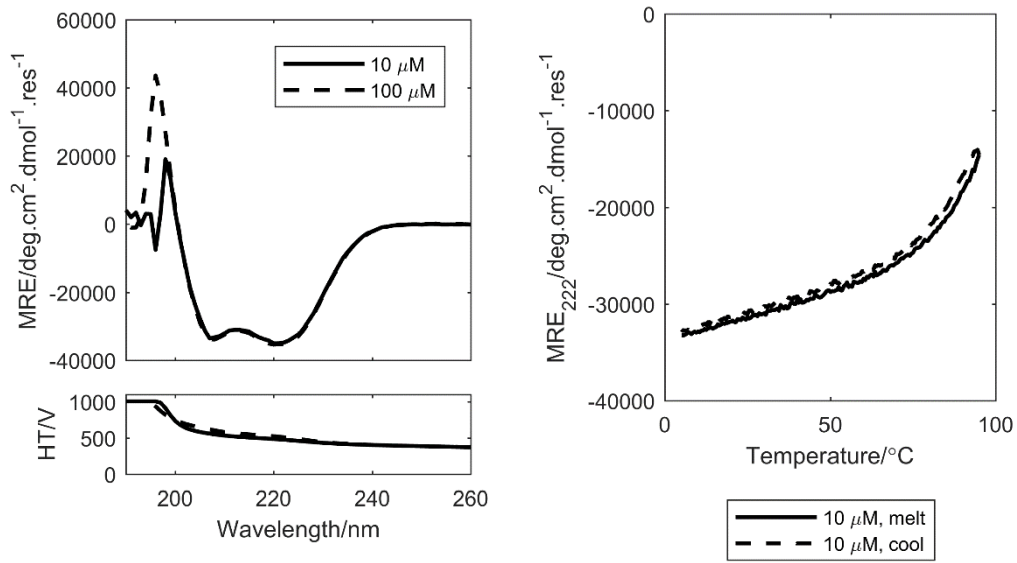 MRE/deg.cm².dmol⁻¹.res⁻¹
60000
40000
20000
0
-20000
-40000
10 μM
100 μM
HT/V
1000
500
0
200
220
240
260
Wavelength/nm
MRE₂₂₂/deg.cm².dmol⁻¹.res⁻¹
0
-10000
-20000
-30000
-40000
0
50
100
Temperature/°C
10 μM, melt
10 μM, cool